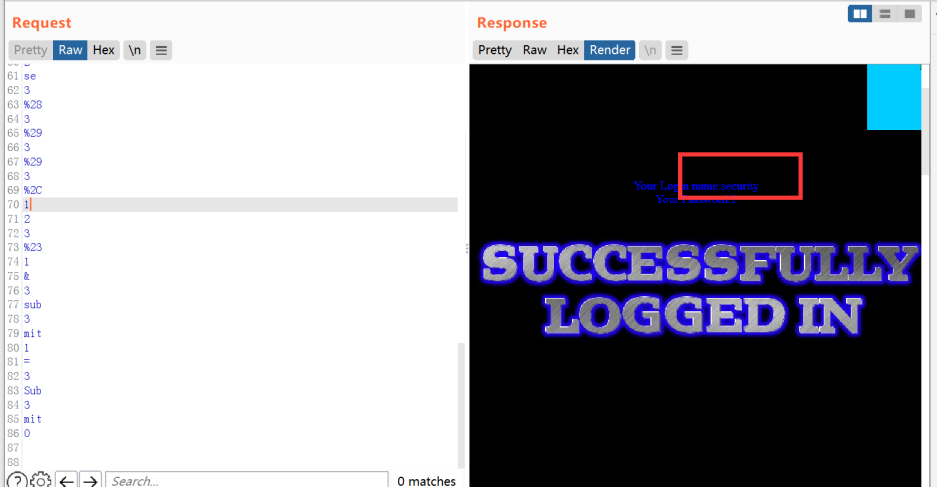 Request
Response
Pretty Raw Hex \n
Pretty Raw Hex Render \n
61 se
62 3
63 %28
64 3
65 %29
66 3
67 %29
68 3
69 %2C
70 1
71 2
72 3
73 %23
74 1
75 &
76 3
77 sub
78 3
79 mit
80 1
81 =
82 3
83 Sub
84 3
85 mit
86 0
87
88
Your Login name:security
Your
SUCCESSFULLY
LOGGED IN
Search...
0 matches